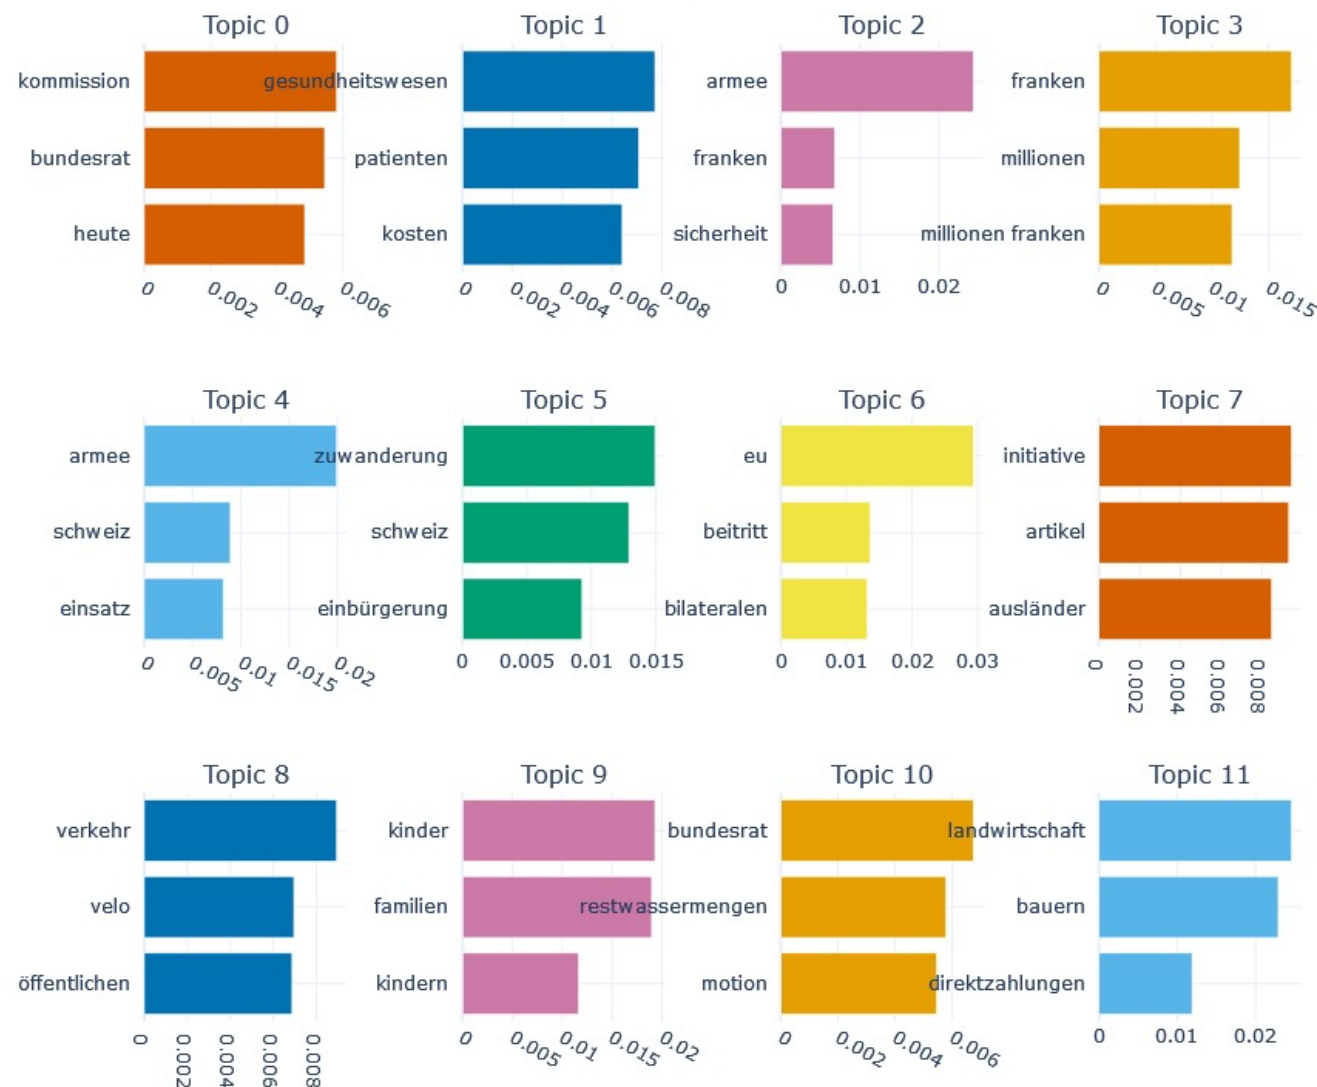 Topic 0
Topic 1
Topic 2
Topic 3
kommission
gesundheitswesen
armee
franken
bundesrat
patienten
franken
millionen
heute
kosten
sicherheit
millionen franken
0 0.002 0.004 0.006
0 0.002 0.004 0.006 0.008
0 0.01 0.02
0 0.005 0.01 0.015
Topic 4
Topic 5
Topic 6
Topic 7
armee
zuwanderung
eu
initiative
schweiz
schweiz
beitritt
artikel
einsatz
einbürgerung
bilateralen
ausländer
0 0.005 0.01 0.015 0.02
0 0.005 0.01 0.015
0 0.01 0.02 0.03
0 0.002 0.004 0.006 0.008
Topic 8
Topic 9
Topic 10
Topic 11
verkehr
kinder
bundesrat
landwirtschaft
velo
familien
restwassermengen
bauern
öffentlichen
kindern
motion
direktzahlungen
0 0.002 0.004 0.006 0.008
0 0.005 0.01 0.015 0.02
0 0.002 0.004 0.006
0 0.01 0.02